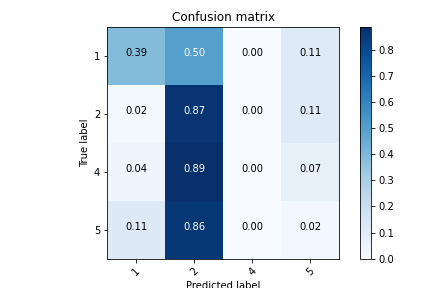 Confusion matrix
1 0.39 0.50 0.00 0.11
2 0.02 0.87 0.00 0.11
4 0.04 0.89 0.00 0.07
5 0.11 0.86 0.00 0.02
1 2 4 5
True label
Predicted label
0.8
0.7
0.6
0.5
0.4
0.3
0.2
0.1
0.0